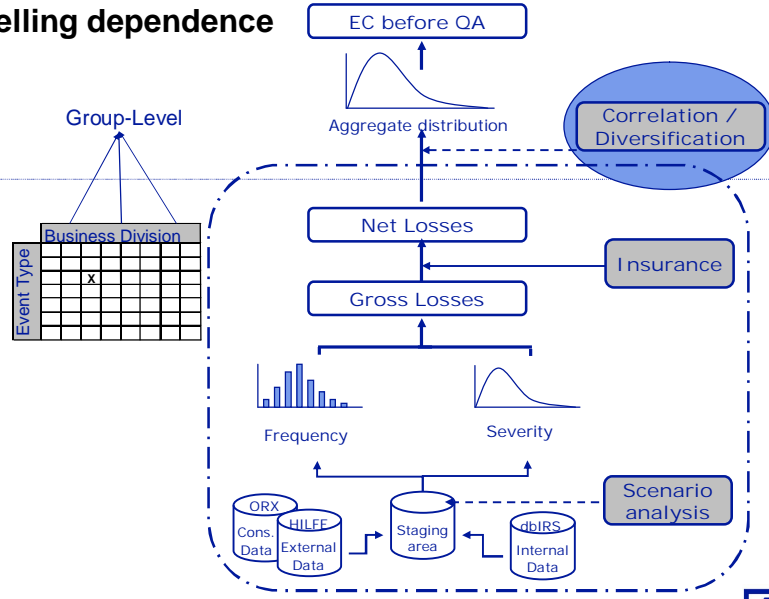 elling dependence
EC before QA
Aggregate distribution
Correlation /
Diversification
Group-Level
Business Division
Event Type
x
Net Losses
Insurance
Gross Losses
Frequency
Severity
Scenario
analysis
ORX
Cons.
Data
HILFE
External
Data
Staging
area
dbIRS
Internal
Data